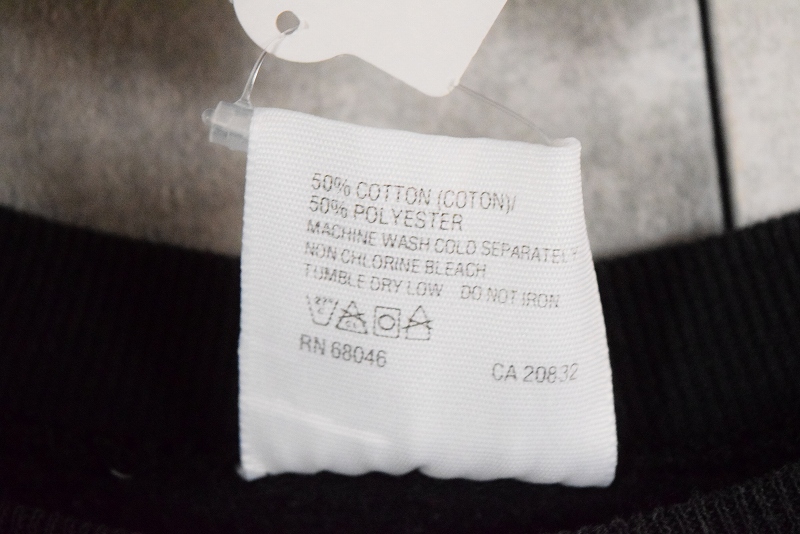 50% COTTON (COTON)/
50% POLYESTER
MACHINE WASH COLD SEPARATELY
NON CHLORINE BLEACH
TUMBLE DRY LOW DO NOT IRON
CL
RN 68046
CA 20832